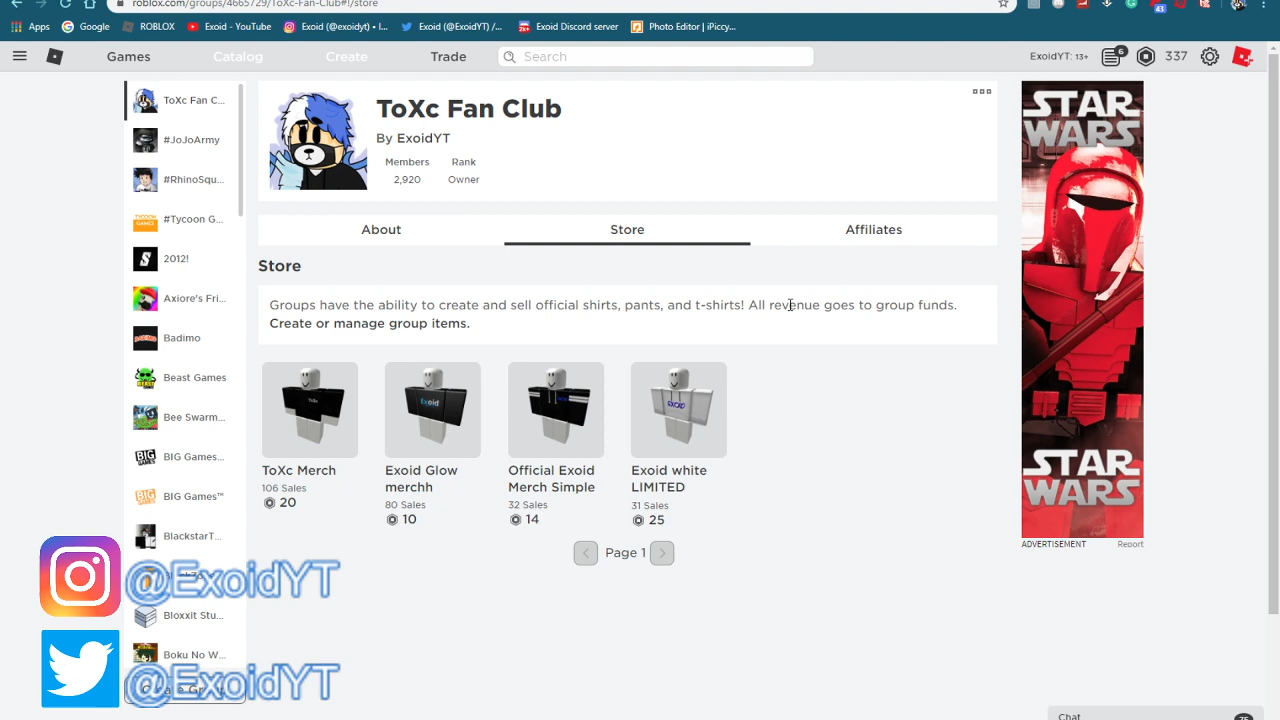 roblox.com/groups/4665729/ToXc-Fan-Club#!/store
Apps Google ROBLOX Exoid - YouTube Instagram (@exoidyt) • I... Twitter (@ExoidYT) /... Exoid Discord server Photo Editor | iPiccy...
Games Catalog Create Trade Search ExoidYT: 13+ 6 337
ToXc Fan C...
#JoJoArmy
#RhinoSqu...
#Tycoon G...
2012!
Axiore's Fri...
Badimo
Beast Games
Bee Swarm...
BIG Games...
BIG Games™
BlackstarT...
Bloxxit Stu...
Boku No W...
ToXc Fan Club
By ExoidYT
Members Rank
2,920 Owner
About Store Affiliates
Store
Groups have the ability to create and sell official shirts, pants, and t-shirts! All revenue goes to group funds.
Create or manage group items.
ToXc
Exoid
EXOID
ToXc Merch
106 Sales
20
Exoid Glow
merchh
80 Sales
10
Official Exoid
Merch Simple
32 Sales
14
Exoid white
LIMITED
31 Sales
25
Page 1
STAR
WARS
STAR
WARS
ADVERTISEMENT Report
@ExoidYT
@ExoidYT
Chat